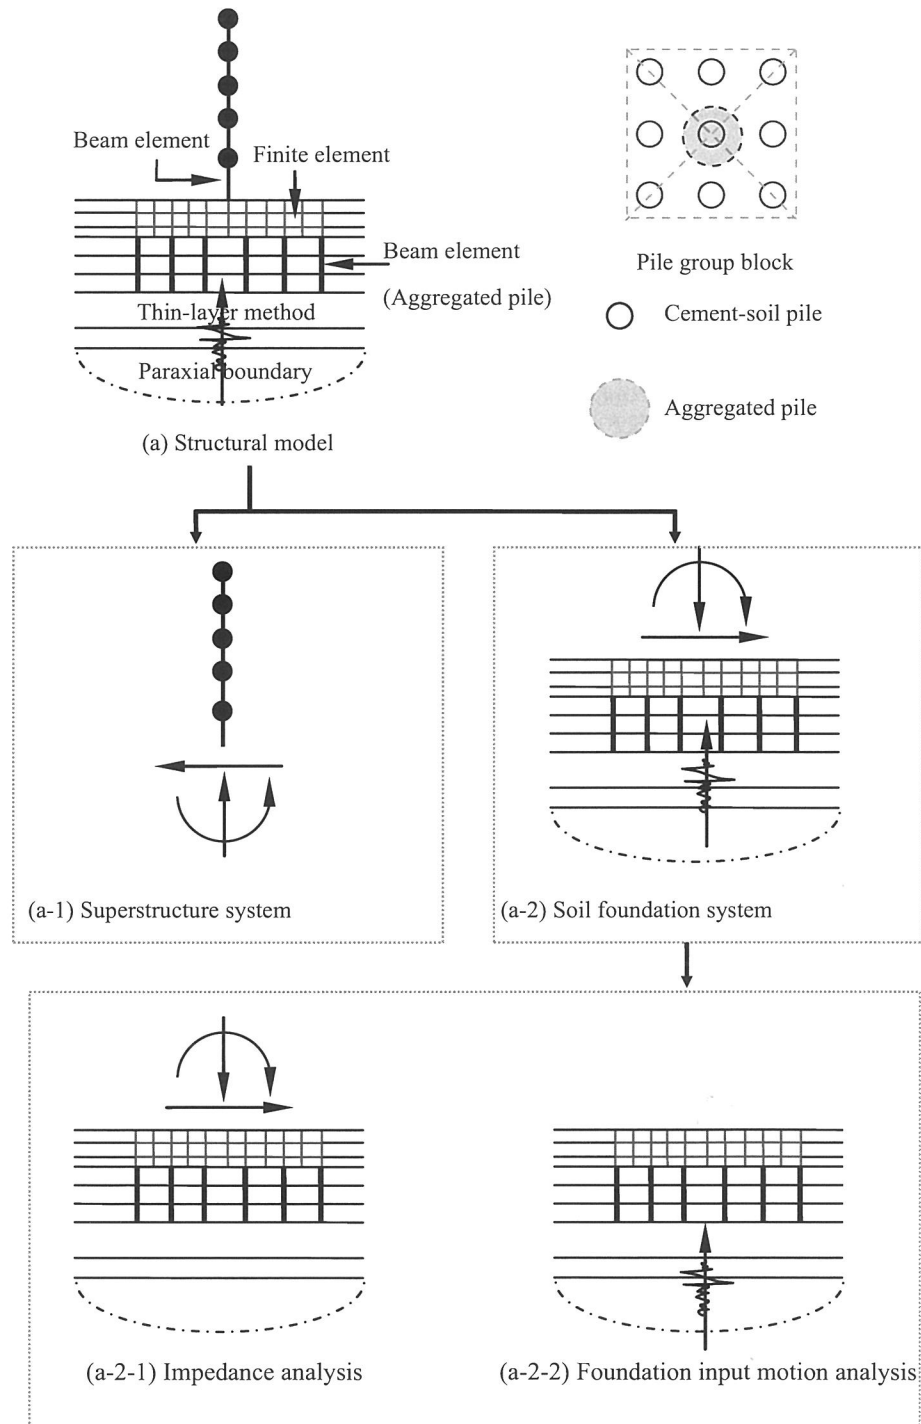 Beam element
Finite element
Beam element
(Aggregated pile)
Thin-layer method
Paraxial boundary
(a) Structural model
Pile group block
Cement-soil pile
Aggregated pile
(a-1) Superstructure system
(a-2) Soil foundation system
(a-2-1) Impedance analysis
(a-2-2) Foundation input motion analysis